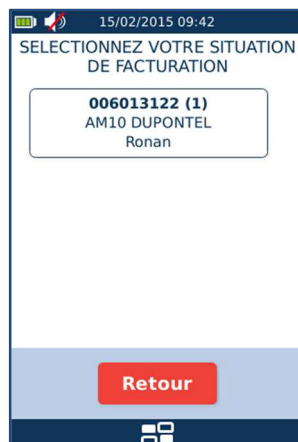 15/02/2015 09:42
SELECTIONNEZ VOTRE SITUATION
DE FACTURATION
006013122 (1)
AM10 DUPONTEL
Ronan
Retour